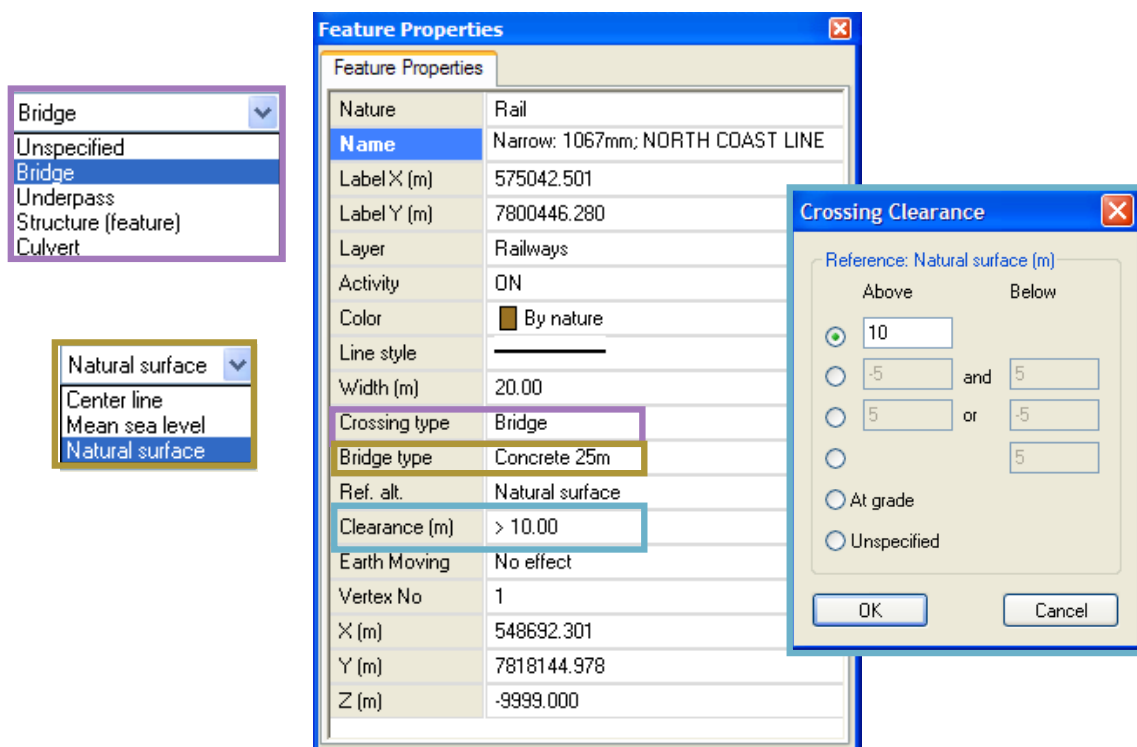 Bridge
Unspecified
Bridge
Underpass
Structure (feature)
Culvert
Natural surface
Center line
Mean sea level
Natural surface
Feature Properties
Feature Properties
Nature Rail
Name Narrow: 1067mm; NORTH COAST LINE
Label X (m) 575042.501
Label Y (m) 7800446.280
Layer Railways
Activity ON
Color By nature
Line style
Width (m) 20.00
Crossing type Bridge
Bridge type Concrete 25m
Ref. alt. Natural surface
Clearance (m) > 10.00
Earth Moving No effect
Vertex No 1
X (m) 548692.301
Y (m) 7818144.978
Z (m) -9999.000
Crossing Clearance
Reference: Natural surface (m)
Above Below
10
-5 and 5
5 or -5
5
At grade
Unspecified
OK Cancel